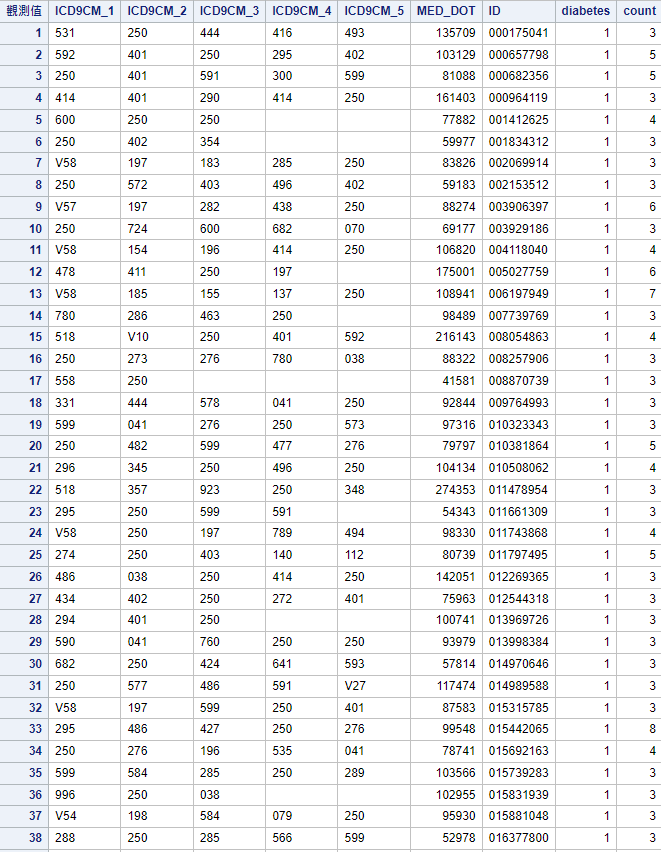 觀測值 ICD9CM_1 ICD9CM_2 ICD9CM_3 ICD9CM_4 ICD9CM_5 MED_DOT ID diabetes count
1 531 250 444 416 493 135709 000175041 1 3
2 592 401 250 295 402 103129 000657798 1 5
3 250 401 591 300 599 81088 000682356 1 5
4 414 401 290 414 250 161403 000964119 1 3
5 600 250 250 77882 001412625 1 4
6 250 402 354 59977 001834312 1 3
7 V58 197 183 285 250 83826 002069914 1 3
8 250 572 403 496 402 59183 002153512 1 3
9 V57 197 282 438 250 88274 003906397 1 6
10 250 724 600 682 070 69177 003929186 1 3
11 V58 154 196 414 250 106820 004118040 1 4
12 478 411 250 197 175001 005027759 1 6
13 V58 185 155 137 250 108941 006197949 1 7
14 780 286 463 250 98489 007739769 1 3
15 518 V10 250 401 592 216143 008054863 1 4
16 250 273 276 780 038 88322 008257906 1 3
17 558 250 41581 008870739 1 3
18 331 444 578 041 250 92844 009764993 1 3
19 599 041 276 250 573 97316 010323343 1 3
20 250 482 599 477 276 79797 010381864 1 5
21 296 345 250 496 250 104134 010508062 1 4
22 518 357 923 250 348 274353 011478954 1 3
23 295 250 599 591 54343 011661309 1 3
24 V58 250 197 789 494 98330 011743868 1 4
25 274 250 403 140 112 80739 011797495 1 5
26 486 038 250 414 250 142051 012269365 1 3
27 434 402 250 272 401 75963 012544318 1 3
28 294 401 250 100741 013969726 1 3
29 590 041 760 250 250 93979 013998384 1 3
30 682 250 424 641 593 57814 014970646 1 3
31 250 577 486 591 V27 117474 014989588 1 3
32 V58 197 599 250 401 87583 015315785 1 3
33 295 486 427 250 276 99548 015442065 1 8
34 250 276 196 535 041 78741 015692163 1 4
35 599 584 285 250 289 103566 015739283 1 3
36 996 250 038 102955 015831939 1 3
37 V54 198 584 079 250 95930 015881048 1 3
38 288 250 285 566 599 52978 016377800 1 3